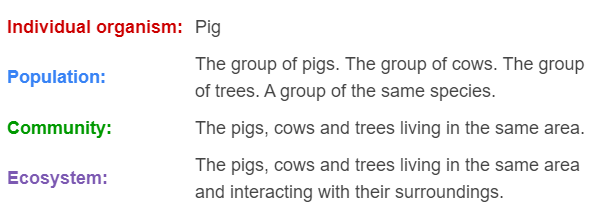 Individual organism: Pig
Population: The group of pigs. The group of cows. The group
of trees. A group of the same species.
Community: The pigs, cows and trees living in the same area.
Ecosystem: The pigs, cows and trees living in the same area
and interacting with their surroundings.